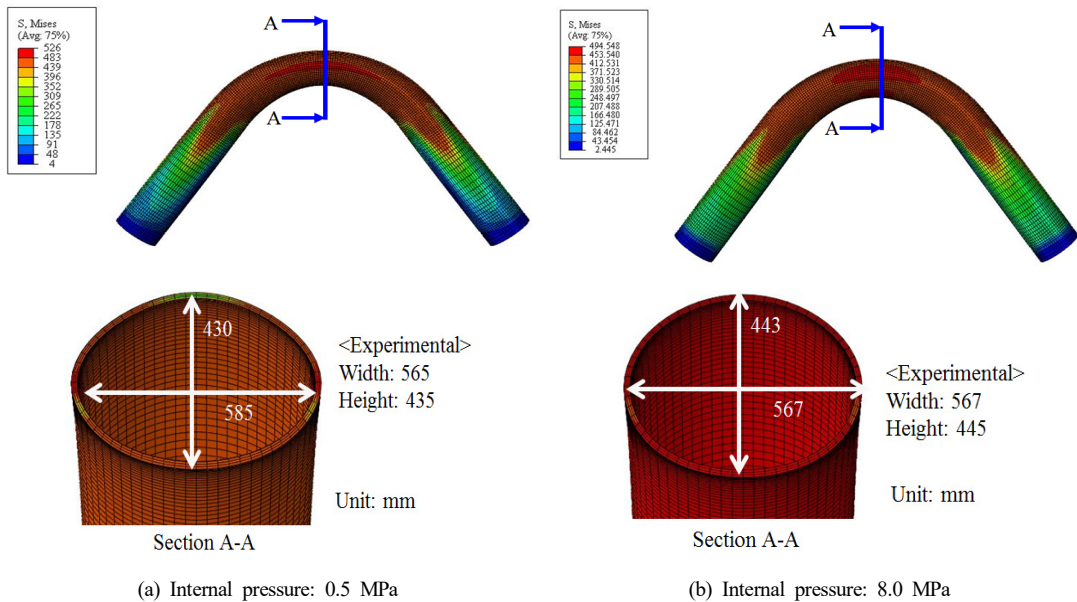 S, Mises
(Avg: 75%)
526
483
439
396
352
309
265
222
178
135
91
48
4
A
A
S, Mises
(Avg: 75%)
494.548
453.540
412.531
371.523
330.514
289.505
248.497
207.488
166.480
125.471
84.462
43.454
2.445
A
A
430
585
<Experimental>
Width: 565
Height: 435
Unit: mm
Section A-A
443
567
<Experimental>
Width: 567
Height: 445
Unit: mm
Section A-A
(a) Internal pressure: 0.5 MPa
(b) Internal pressure: 8.0 MPa